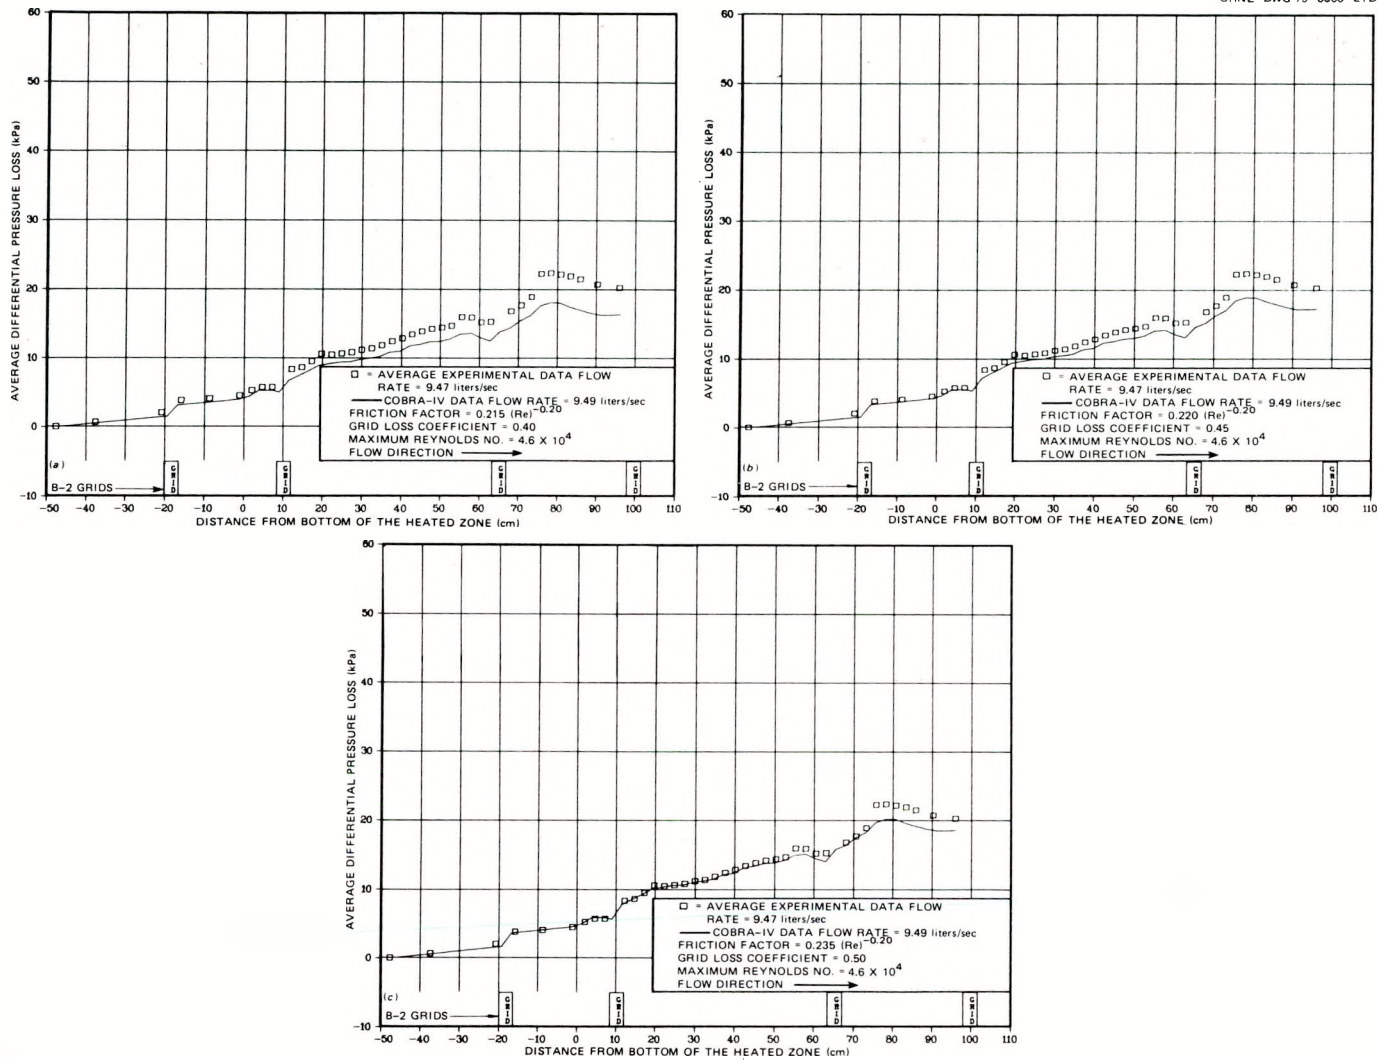 60
50
40
30
20
10
0
-10
AVERAGE DIFFERENTIAL PRESSURE LOSS (kPa)
□ = AVERAGE EXPERIMENTAL DATA FLOW
RATE = 9.47 liters/sec
COBRA-IV DATA FLOW RATE = 9.49 liters/sec
FRICTION FACTOR = 0.215 (Re)^-0.20
GRID LOSS COEFFICIENT = 0.40
MAXIMUM REYNOLDS NO. = 4.6 X 10^4
FLOW DIRECTION
(a)
B-2 GRIDS
GRID
GRID
GRID
GRID
-50 -40 -30 -20 -10 0 10 20 30 40 50 60 70 80 90 100 110
DISTANCE FROM BOTTOM OF THE HEATED ZONE (cm)
60
50
40
30
20
10
0
-10
AVERAGE DIFFERENTIAL PRESSURE LOSS (kPa)
□ = AVERAGE EXPERIMENTAL DATA FLOW
RATE = 9.47 liters/sec
COBRA-IV DATA FLOW RATE = 9.49 liters/sec
FRICTION FACTOR = 0.220 (Re)^-0.20
GRID LOSS COEFFICIENT = 0.45
MAXIMUM REYNOLDS NO. = 4.6 X 10^4
FLOW DIRECTION
(b)
B-2 GRIDS
GRID
GRID
GRID
GRID
-50 -40 -30 -20 -10 0 10 20 30 40 50 60 70 80 90 100 110
DISTANCE FROM BOTTOM OF THE HEATED ZONE (cm)
60
50
40
30
20
10
0
-10
AVERAGE DIFFERENTIAL PRESSURE LOSS (kPa)
□ = AVERAGE EXPERIMENTAL DATA FLOW
RATE = 9.47 liters/sec
COBRA-IV DATA FLOW RATE = 9.49 liters/sec
FRICTION FACTOR = 0.235 (Re)^-0.20
GRID LOSS COEFFICIENT = 0.50
MAXIMUM REYNOLDS NO. = 4.6 X 10^4
FLOW DIRECTION
(c)
B-2 GRIDS
GRID
GRID
GRID
GRID
-50 -40 -30 -20 -10 0 10 20 30 40 50 60 70 80 90 100 110
DISTANCE FROM BOTTOM OF THE HEATED ZONE (cm)